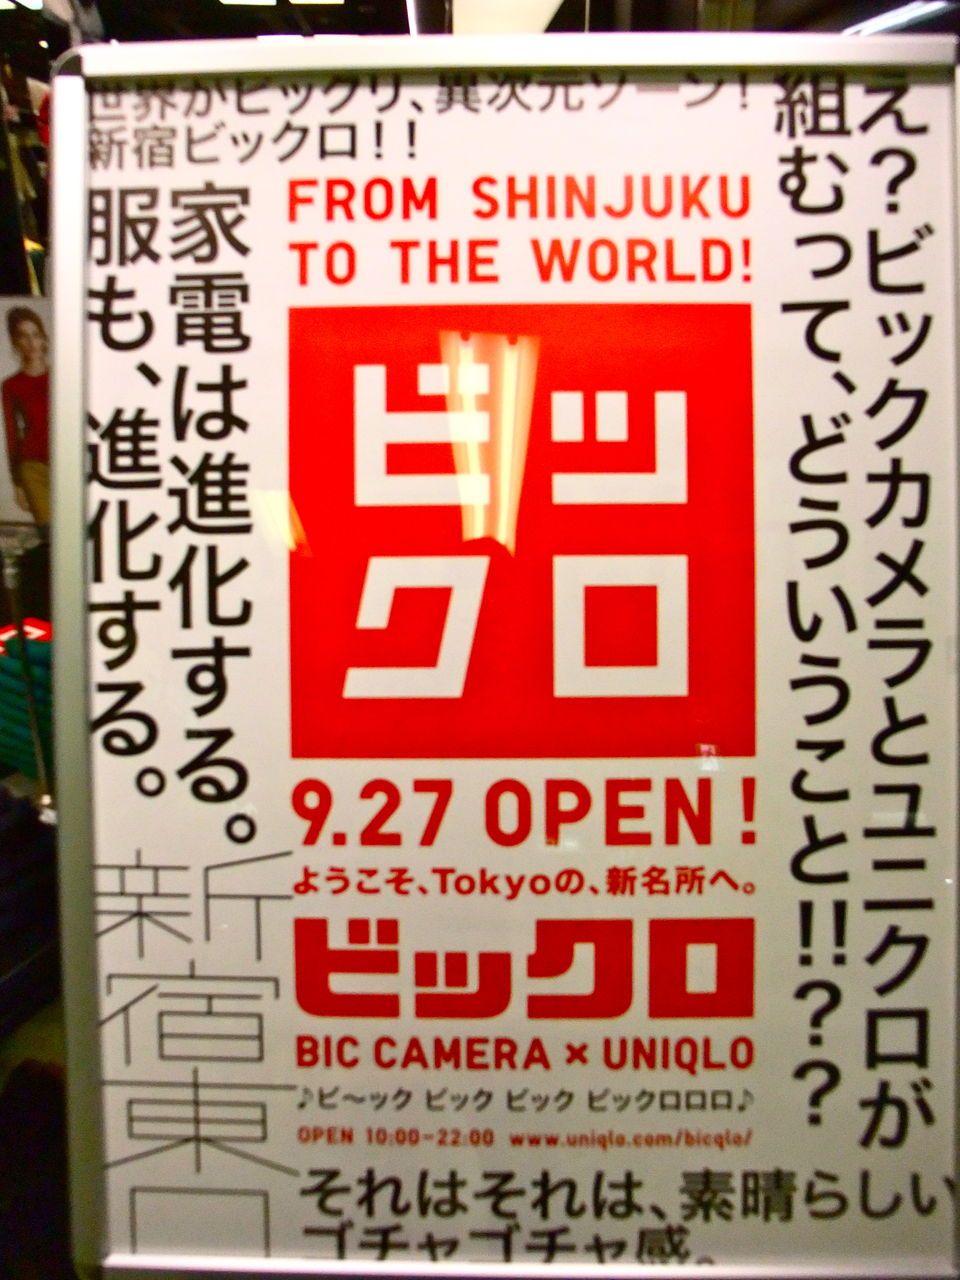 世界がビックリ、異次元ゾーン！
新宿ビックロ！！
え？ビックカメラとユニクロが
組むって、どういうこと!!??
家電は進化する。
服も、進化する。
FROM SHINJUKU
TO THE WORLD!
ビッ
クロ
9.27 OPEN!
ようこそ、Tokyoの、新名所へ。
ビックロ
BIC CAMERA × UNIQLO
♪ビ〜ック ビック ビック ビックロロロ♪
OPEN 10:00-22:00 www.uniqlo.com/bicqlo/
新宿東口
それはそれは、素晴らしい
ゴチャゴチャ感。